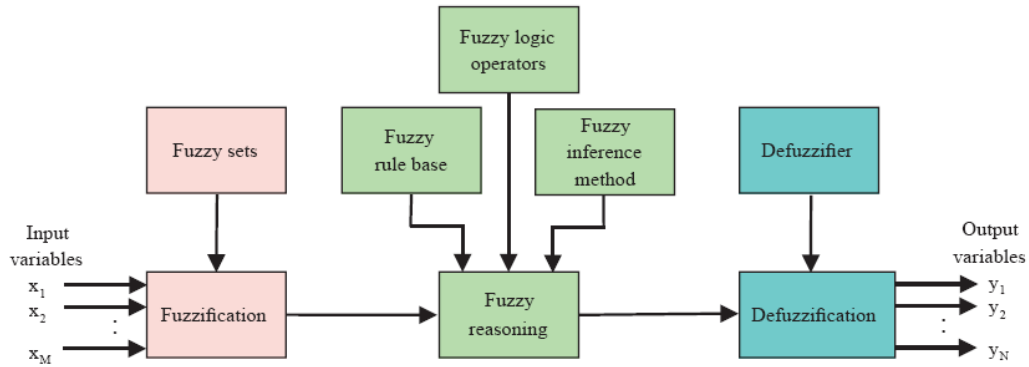 Fuzzy logic
operators
Fuzzy sets
Fuzzy
rule base
Fuzzy
inference
method
Defuzzifier
Input
variables
x1
x2
:
xM
Fuzzification
Fuzzy
reasoning
Defuzzification
Output
variables
y1
y2
:
yN